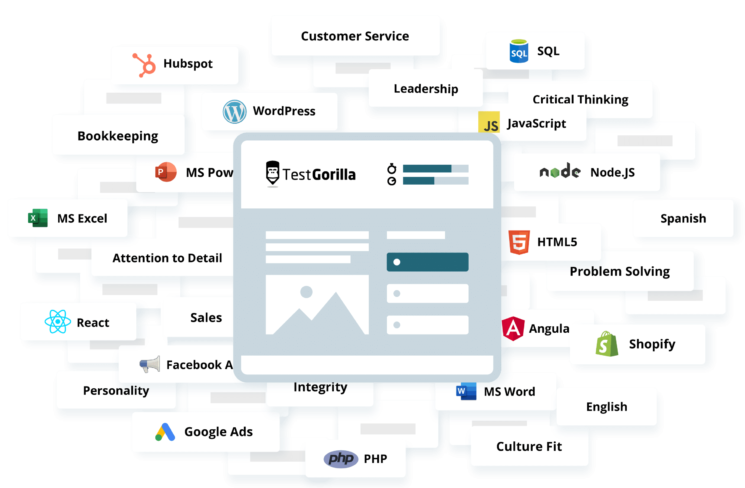 Customer Service
SQL
Hubspot
Leadership
Critical Thinking
WordPress
JS JavaScript
Bookkeeping
MS Pow
TestGorilla
node Node.JS
MS Excel
Spanish
HTML5
Attention to Detail
Problem Solving
React
Sales
Angula
Shopify
Facebook A
Personality
Integrity
MS Word
English
Google Ads
Culture Fit
php PHP